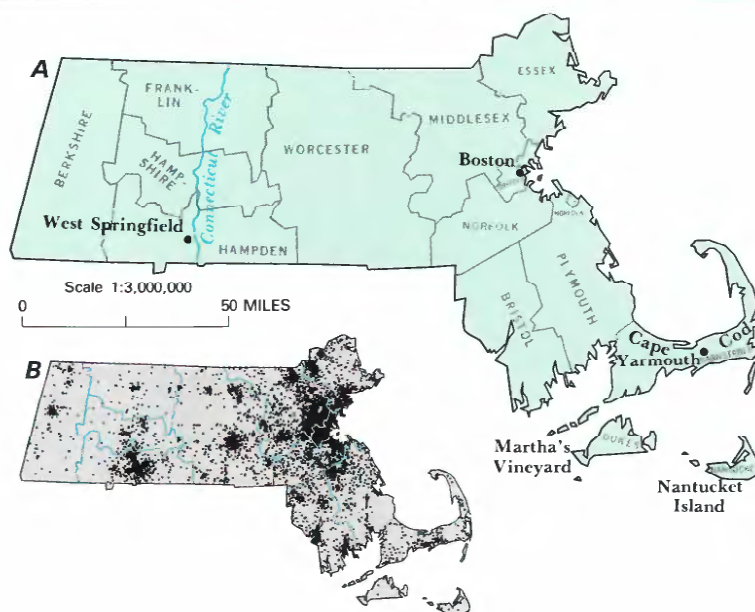 A
ESSEX
FRANK-
LIN
MIDDLESEX
BERKSHIRE
Connecticut River
WORCESTER
Boston
HAMP-
SHIRE
West Springfield
NORFOLK
NORFOLK
HAMPDEN
PLYMOUTH
Scale 1:3,000,000
0 50 MILES
BRISTOL
Cape Cod
Yarmouth
B
DUKES
Martha's
Vineyard
Nantucket
Island